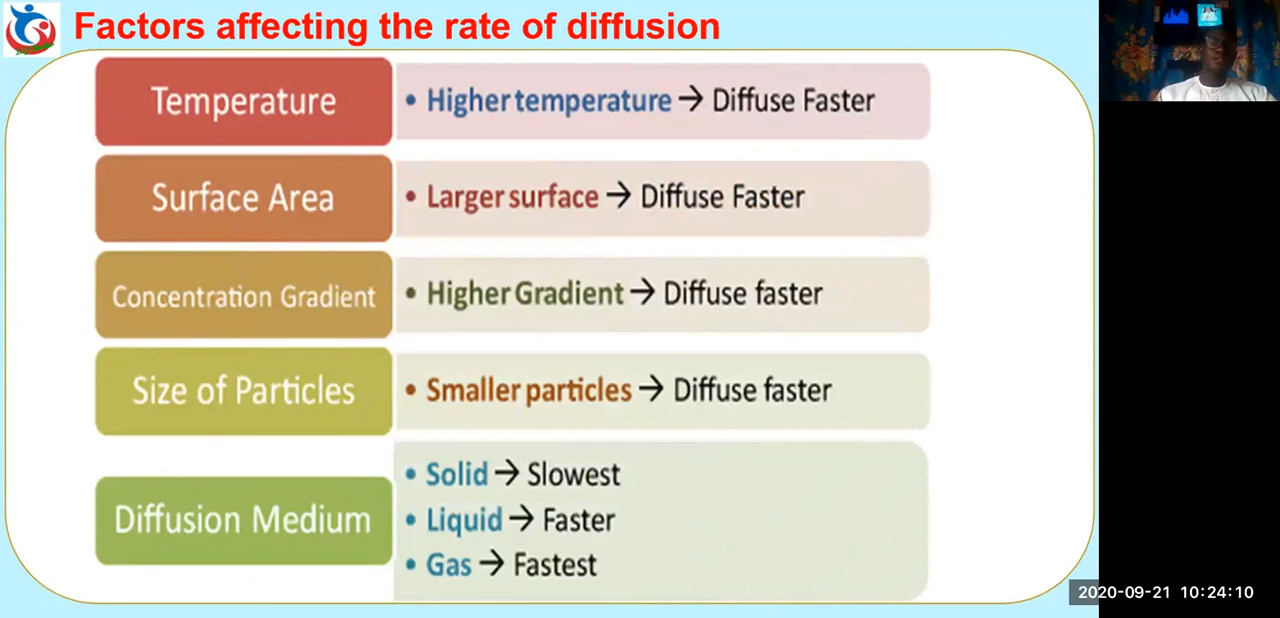 Factors affecting the rate of diffusion
Temperature
• Higher temperature → Diffuse Faster
Surface Area
• Larger surface → Diffuse Faster
Concentration Gradient
• Higher Gradient → Diffuse faster
Size of Particles
• Smaller particles → Diffuse faster
Diffusion Medium
• Solid → Slowest
• Liquid → Faster
• Gas → Fastest
2020-09-21 10:24:10